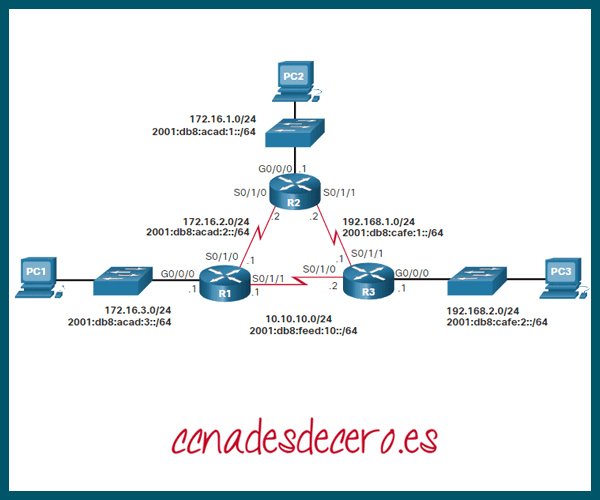 PC2
172.16.1.0/24
2001:db8:acad:1::/64
G0/0/0 .1
S0/1/0 S0/1/1
R2
.2 .2
172.16.2.0/24
2001:db8:acad:2::/64
192.168.1.0/24
2001:db8:cafe:1::/64
S0/1/0 .1
.1 S0/1/1
PC1
G0/0/0
.1
R1
S0/1/1
.1
S0/1/0
.2
R3
G0/0/0
.1
PC3
172.16.3.0/24
2001:db8:acad:3::/64
10.10.10.0/24
2001:db8:feed:10::/64
192.168.2.0/24
2001:db8:cafe:2::/64
ccnadesdecero.es